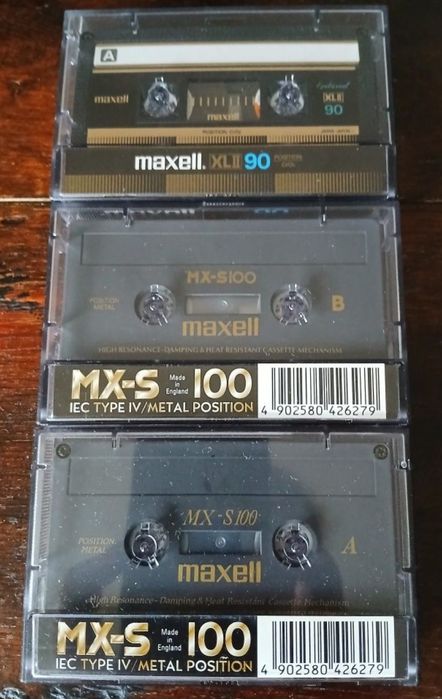 A
maxell
maxell
Epitaxial
XLII
90
POSITION CrO₂
maxell. XLII 90 POSITION CrO₂
MX-S100
POSITION
METAL
B
maxell
HIGH RESONANCE-DAMPING & HEAT RESISTANT CASSETTE MECHANISM
MX-S Made in England 100
IEC TYPE IV/METAL POSITION
4 902580 426279
MX-S100
POSITION:
METAL
A
maxell
High Resonance-Damping & Heat Resistant Cassette Mechanism
MX-S Made in England 100
IEC TYPE IV/METAL POSITION
4 902580 426279